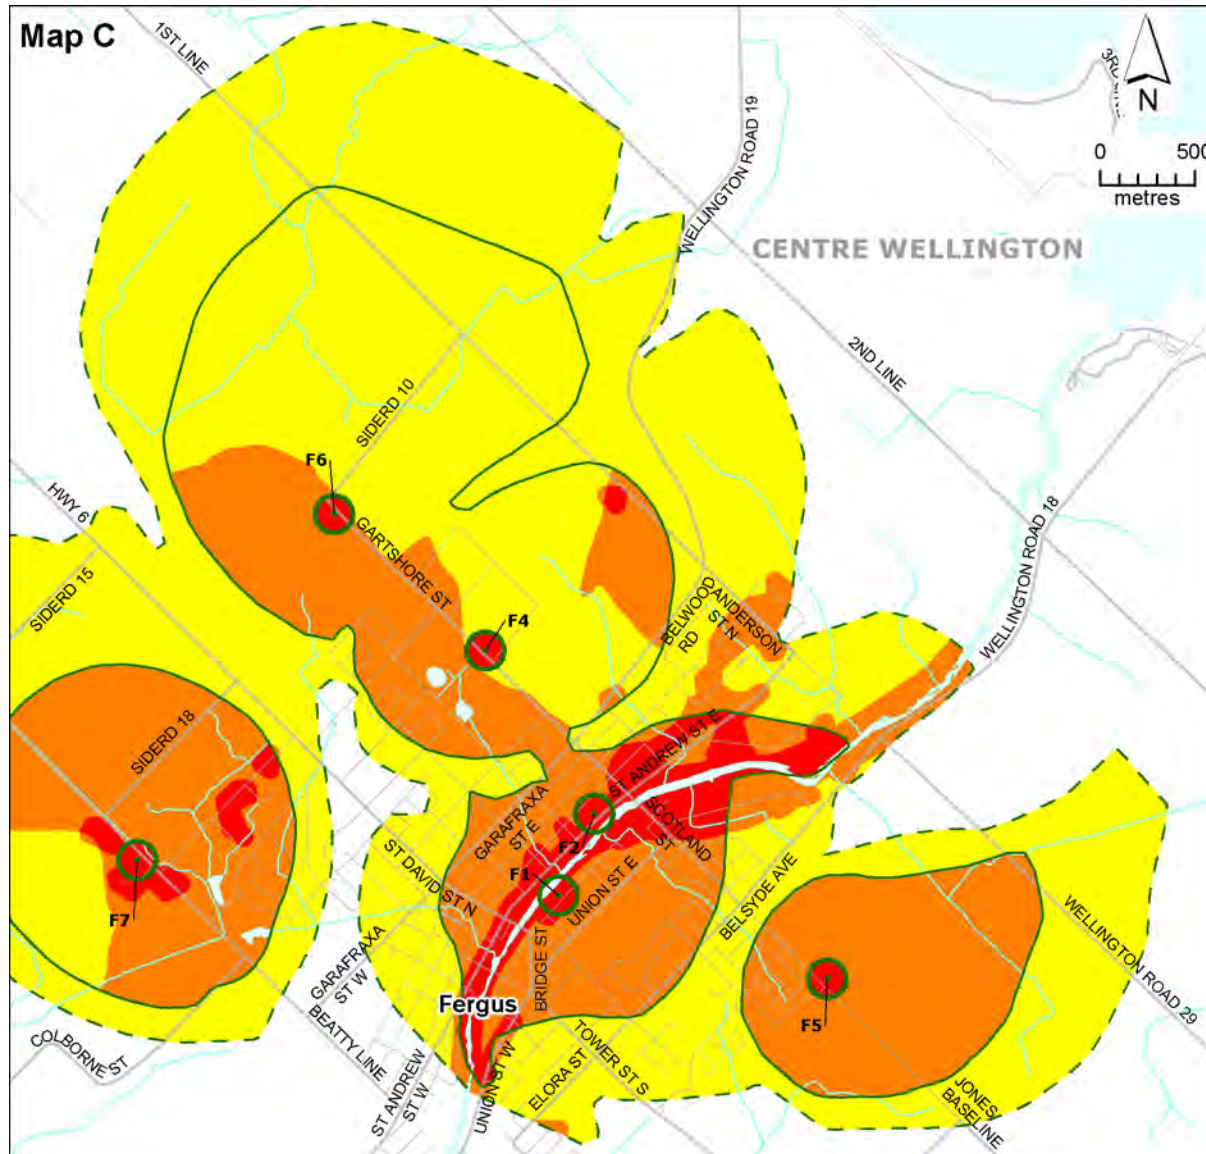 Map C
1ST LINE
WELLINGTON ROAD 19
3RD
N
0 500
metres
CENTRE WELLINGTON
2ND LINE
SIDERD 10
F6
HWY 6
GARTSHORE ST
SIDERD 15
F4
BELWOOD
RD
ANDERSON
ST N
WELLINGTON ROAD 18
SIDERD 18
ST ANDREW ST E
GARAFRAXA
ST E
SCOTLAND
ST
F2
ST DAVID ST N
F1
UNION ST E
BELSYDE AVE
F7
GARAFRAXA
ST W
BRIDGE ST
WELLINGTON ROAD 29
Fergus
F5
BEATTY LINE
COLBORNE ST
TOWER ST S
ELORA ST
ST ANDREW
ST W
UNION ST W
JONES
BASELINE